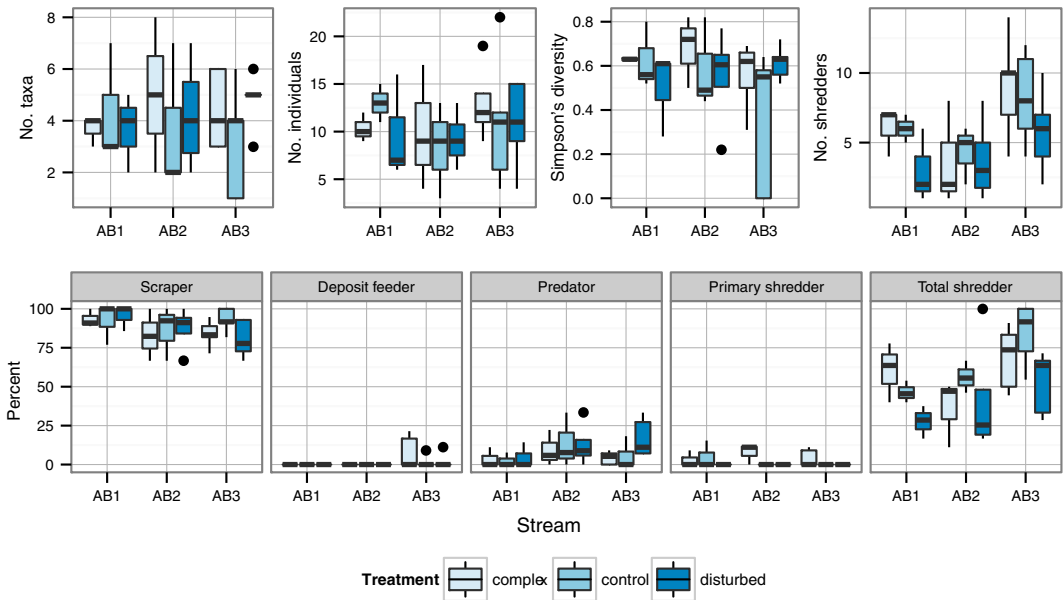 No. taxa
8
6
4
2
AB1 AB2 AB3
No. individuals
20
15
10
5
AB1 AB2 AB3
Simpson's diversity
0.8
0.6
0.4
0.2
0.0
AB1 AB2 AB3
No. shredders
10
5
AB1 AB2 AB3
Percent
100
75
50
25
0
Scraper
AB1 AB2 AB3
Deposit feeder
AB1 AB2 AB3
Predator
AB1 AB2 AB3
Primary shredder
AB1 AB2 AB3
Total shredder
AB1 AB2 AB3
Stream
Treatment complex control disturbed